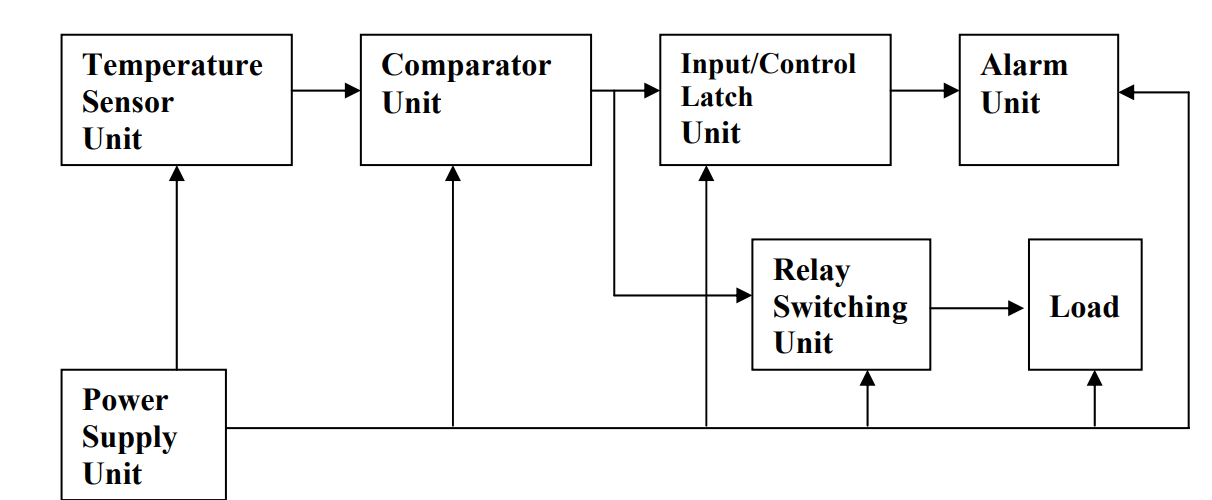 Temperature
Sensor
Unit
Comparator
Unit
Input/Control
Latch
Unit
Alarm
Unit
Relay
Switching
Unit
Load
Power
Supply
Unit